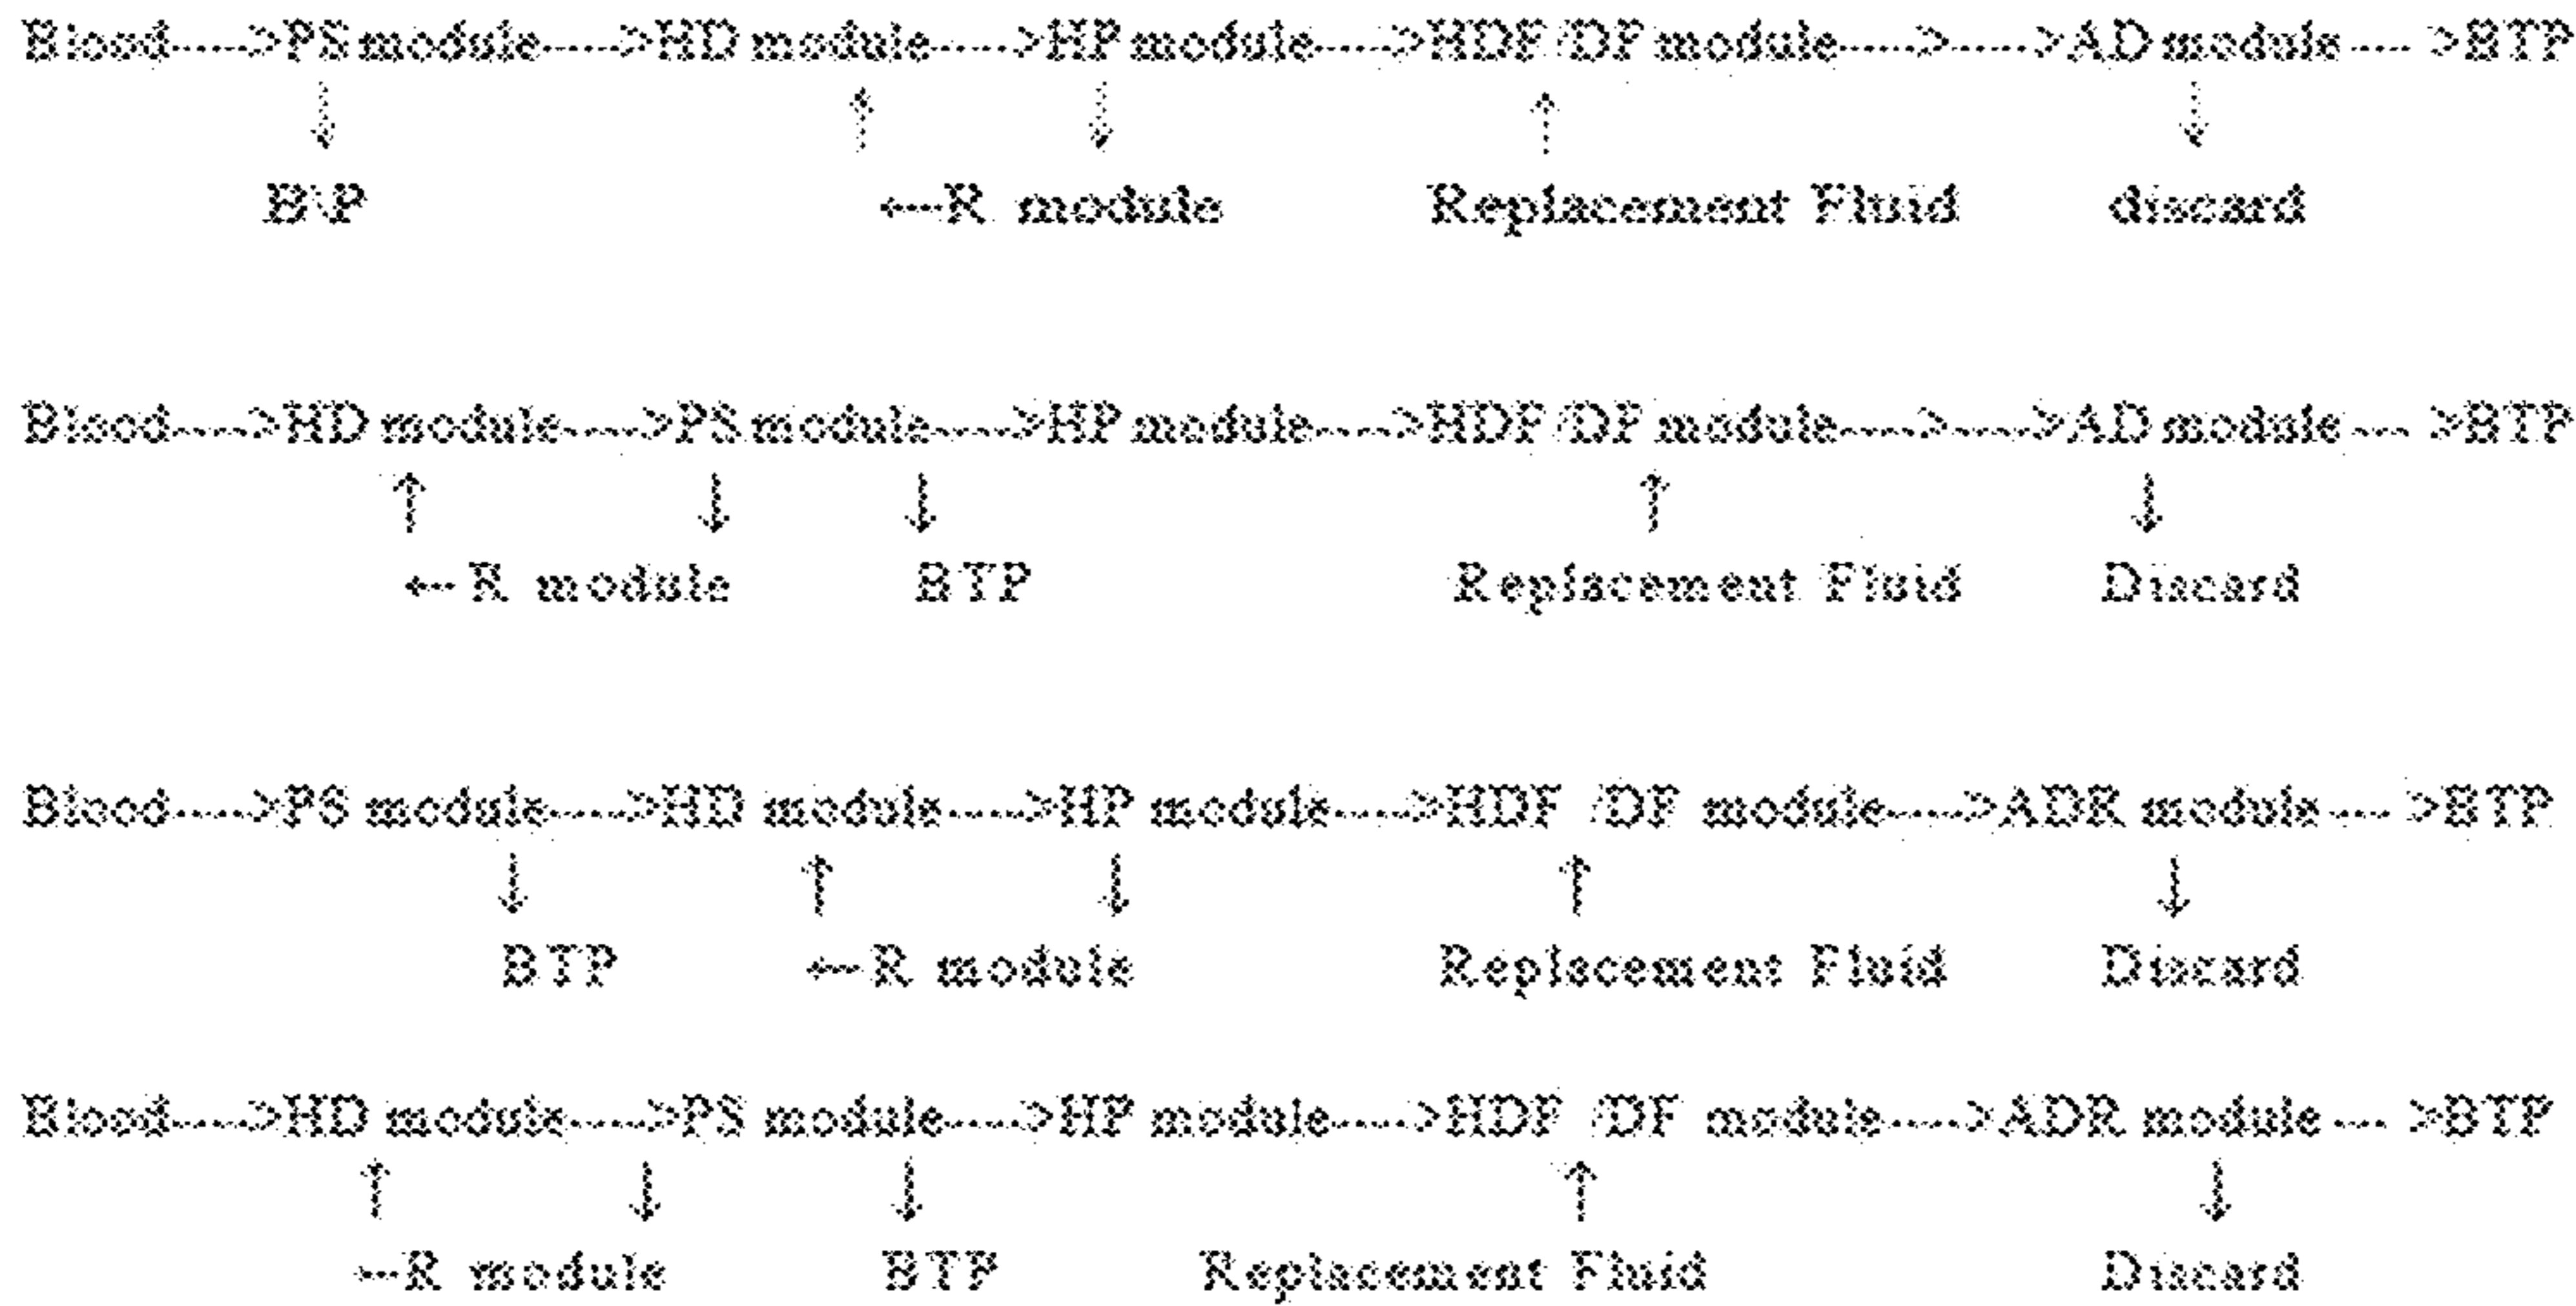 Blood----->PS module----->HD module----->HP module----->HDF/DF module----->----->AD module---->BTP
↓ ↑ ↓ ↑ ↓
B\P ←--R module Replacement Fluid discard
Blood----->HD module----->PS module----->HP module----->HDF/DF module----->----->AD module--->BTP
↑ ↓ ↓ ↑ ↓
←--R module BTP Replacement Fluid Discard
Blood----->PS module----->HD module----->HP module----->HDF /DF module----->ADR module--->BTP
↓ ↑ ↓ ↑ ↓
BTP ←--R module Replacement Fluid Discard
Blood----->HD module----->PS module----->HP module----->HDF /DF module----->ADR module--->BTP
↑ ↓ ↓ ↑ ↓
←--R module BTP Replacement Fluid Discard